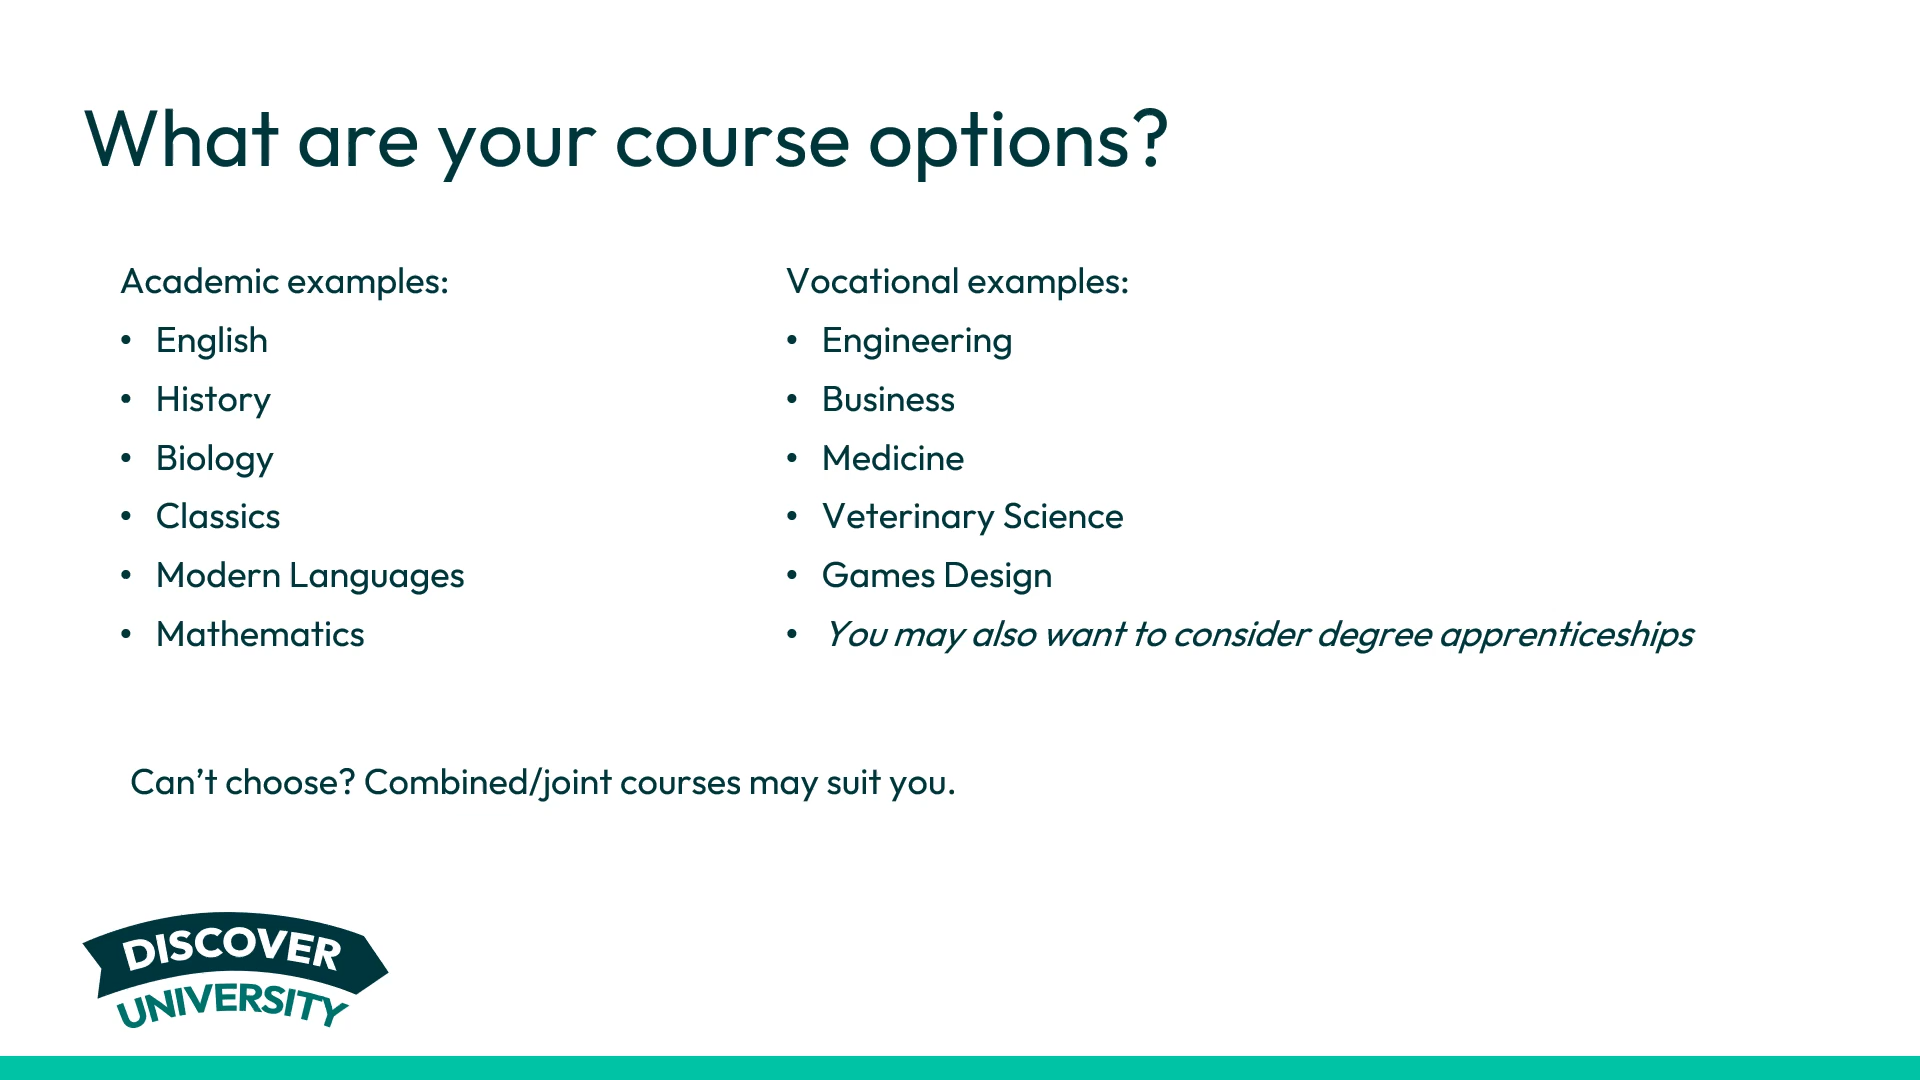 What are your course options?
Academic examples:
• English
• History
• Biology
• Classics
• Modern Languages
• Mathematics
Vocational examples:
• Engineering
• Business
• Medicine
• Veterinary Science
• Games Design
• You may also want to consider degree apprenticeships
Can’t choose? Combined/joint courses may suit you.
DISCOVER
UNIVERSITY